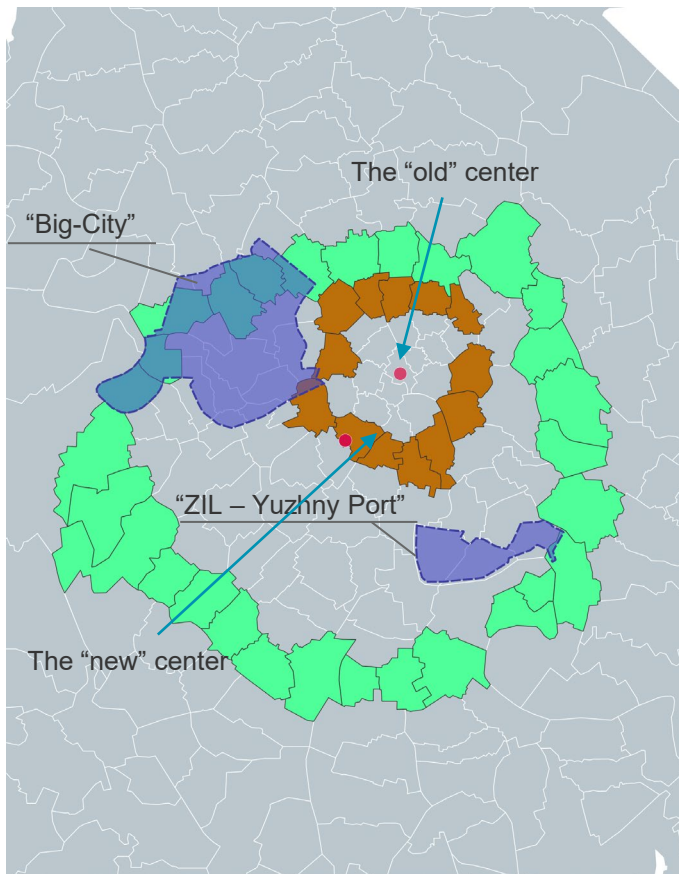 The “old” center
“Big-City”
“ZIL – Yuzhny Port”
The “new” center